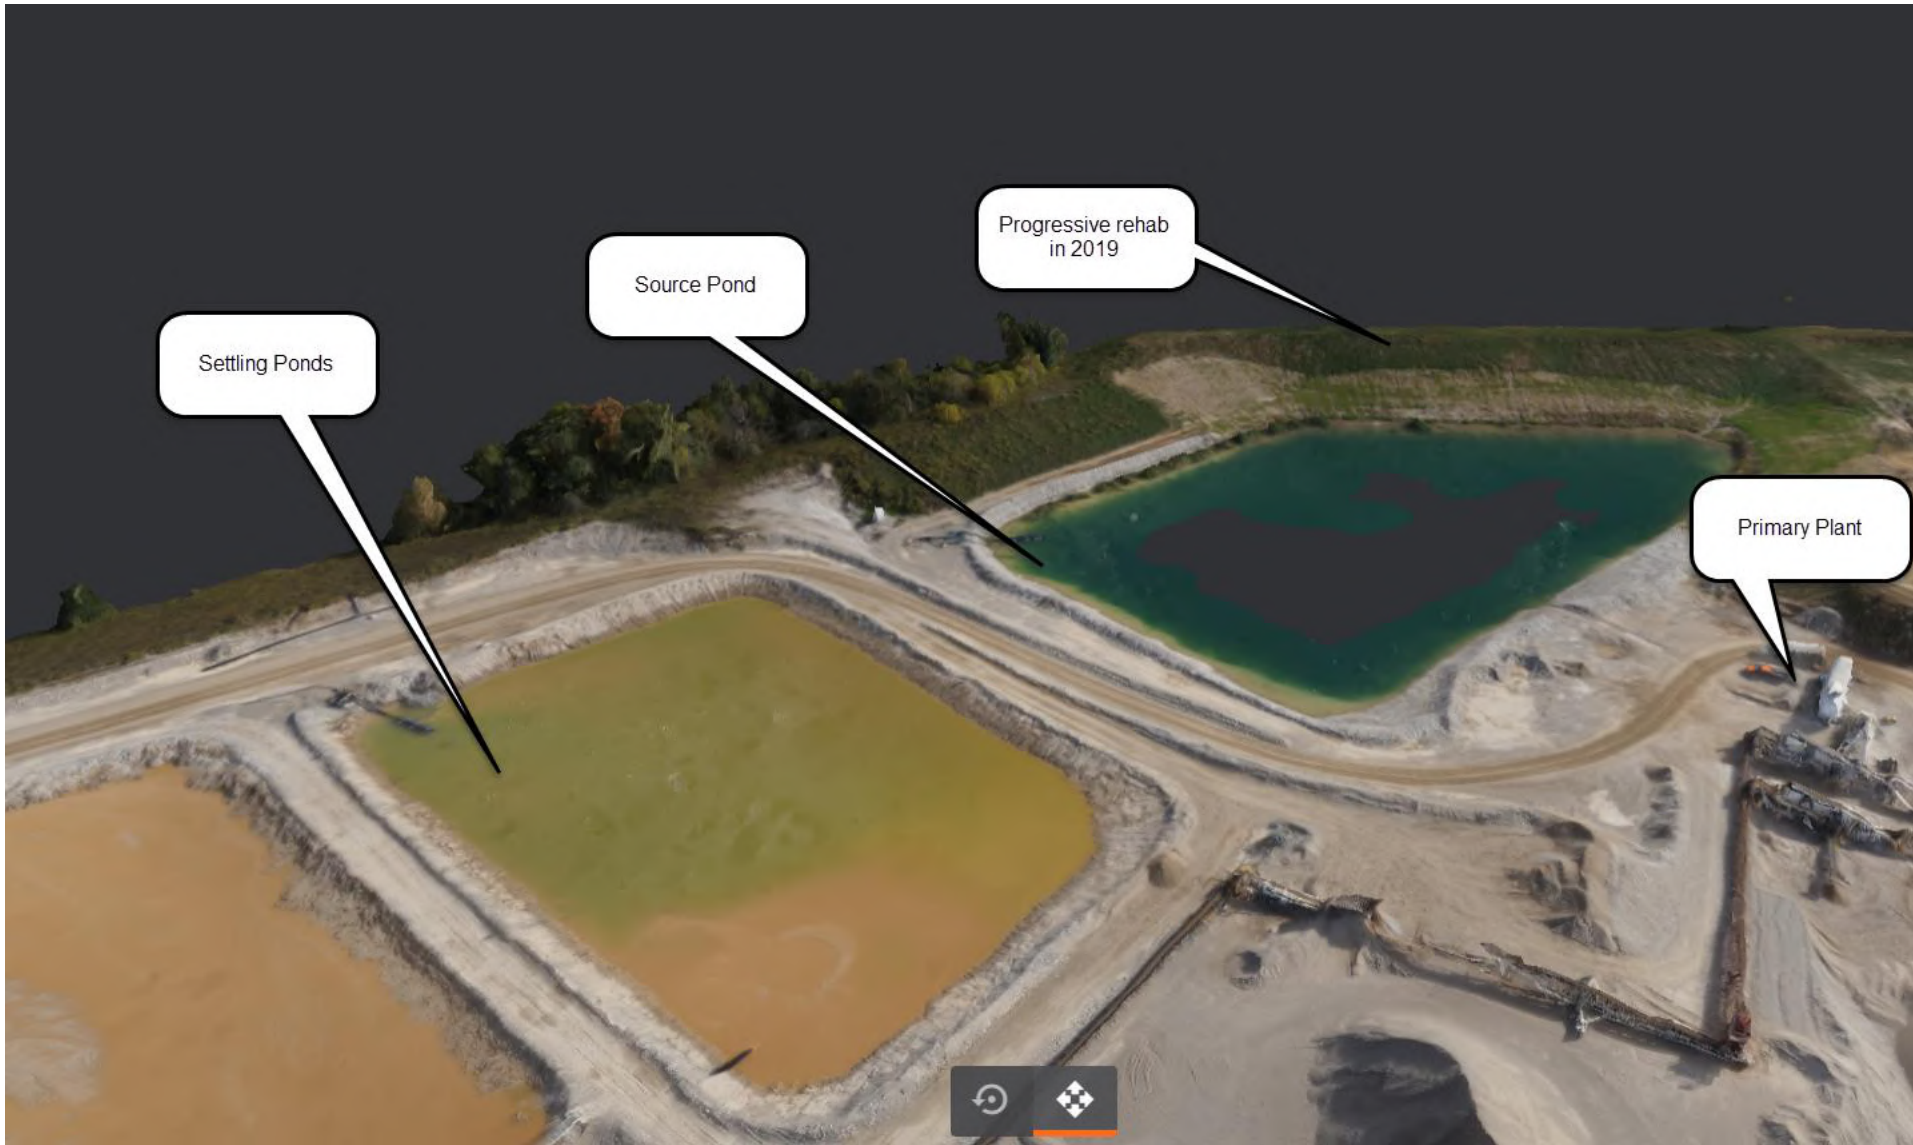 Progressive rehab
in 2019
Source Pond
Settling Ponds
Primary Plant